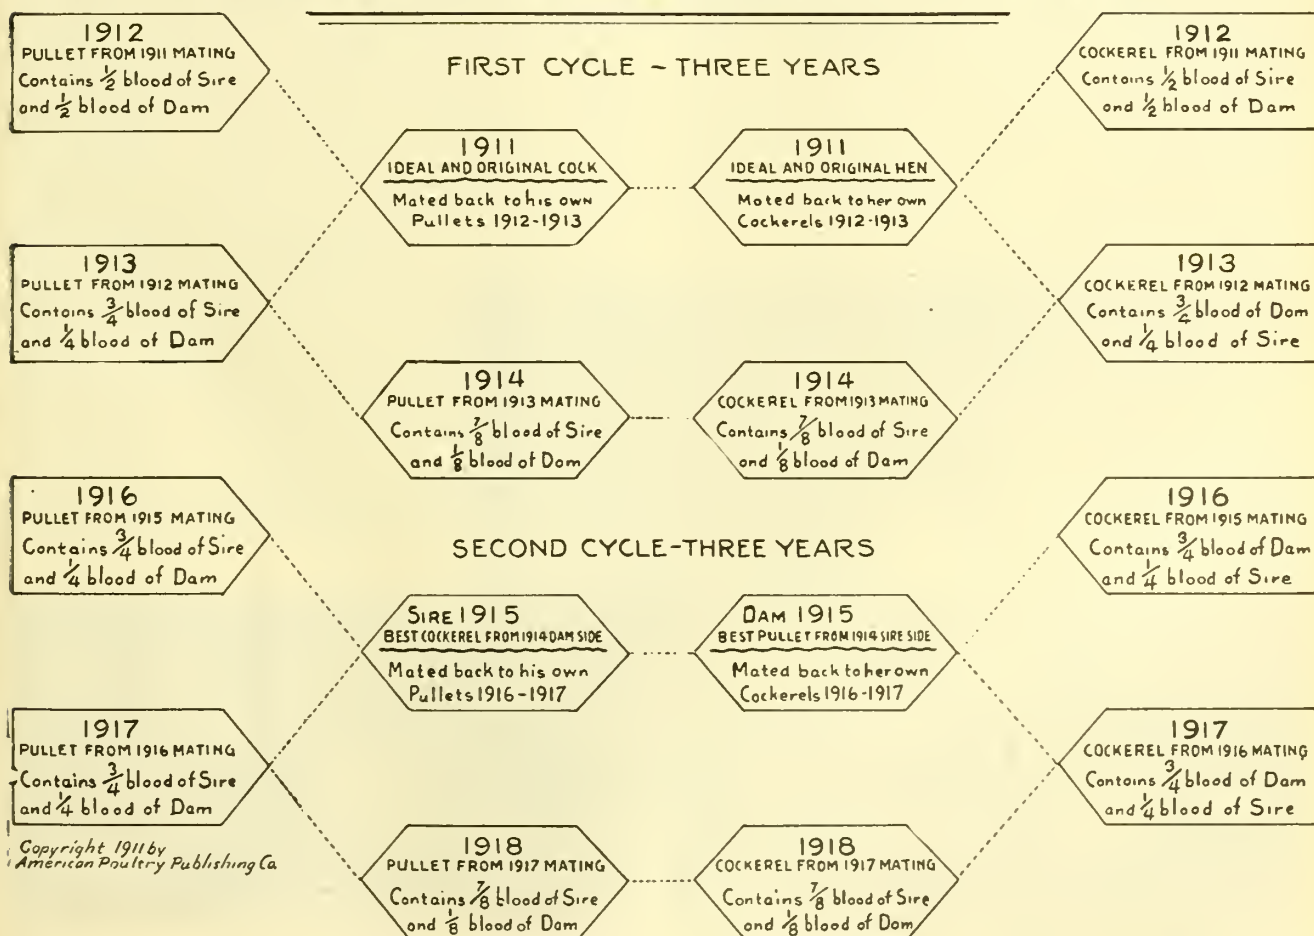 FIRST CYCLE - THREE YEARS
1912
PULLET FROM 1911 MATING
Contains 1/2 blood of Sire
and 1/2 blood of Dam
1912
COCKEREL FROM 1911 MATING
Contains 1/2 blood of Sire
and 1/2 blood of Dam
1911
IDEAL AND ORIGINAL COCK
Mated back to his own
Pullets 1912-1913
1911
IDEAL AND ORIGINAL HEN
Mated back to her own
Cockerels 1912-1913
1913
PULLET FROM 1912 MATING
Contains 3/4 blood of Sire
and 1/4 blood of Dam
1913
COCKEREL FROM 1912 MATING
Contains 3/4 blood of Dam
and 1/4 blood of Sire
1914
PULLET FROM 1913 MATING
Contains 7/8 blood of Sire
and 1/8 blood of Dam
1914
COCKEREL FROM 1913 MATING
Contains 7/8 blood of Sire
and 1/8 blood of Dam
SECOND CYCLE-THREE YEARS
1916
PULLET FROM 1915 MATING
Contains 3/4 blood of Sire
and 1/4 blood of Dam
1916
COCKEREL FROM 1915 MATING
Contains 3/4 blood of Dam
and 1/4 blood of Sire
SIRE 1915
BEST COCKEREL FROM 1914 DAM SIDE
Mated back to his own
Pullets 1916-1917
DAM 1915
BEST PULLET FROM 1914 SIRE SIDE
Mated back to her own
Cockerels 1916-1917
1917
PULLET FROM 1916 MATING
Contains 3/4 blood of Sire
and 1/4 blood of Dam
1917
COCKEREL FROM 1916 MATING
Contains 3/4 blood of Dam
and 1/4 blood of Sire
1918
PULLET FROM 1917 MATING
Contains 7/8 blood of Sire
and 1/8 blood of Dam
1918
COCKEREL FROM 1917 MATING
Contains 7/8 blood of Sire
and 1/8 blood of Dam
Copyright 1911 by
American Poultry Publishing Co